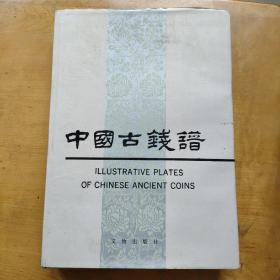 中國古錢譜
ILLUSTRATIVE PLATES
OF CHINESE ANCIENT COINS
文物出版社